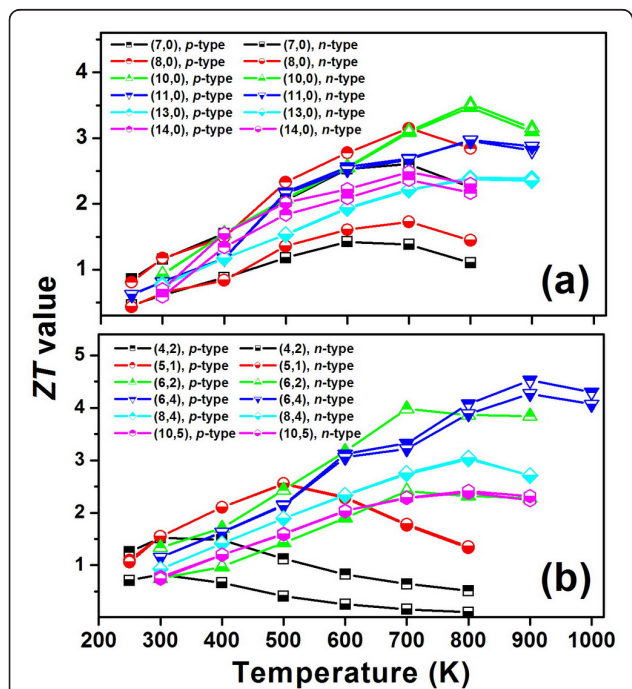 (a)
(7,0), p-type (7,0), n-type
(8,0), p-type (8,0), n-type
(10,0), p-type (10,0), n-type
(11,0), p-type (11,0), n-type
(13,0), p-type (13,0), n-type
(14,0), p-type (14,0), n-type
4
3
2
1
ZT value
(b)
(4,2), p-type (4,2), n-type
(5,1), p-type (5,1), n-type
(6,2), p-type (6,2), n-type
(6,4), p-type (6,4), n-type
(8,4), p-type (8,4), n-type
(10,5), p-type (10,5), n-type
5
4
3
2
1
200 300 400 500 600 700 800 900 1000
Temperature (K)